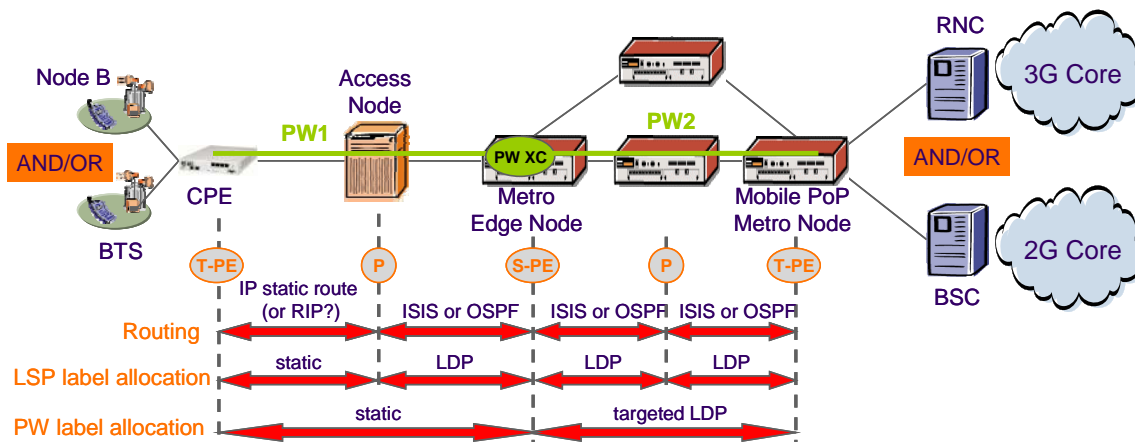 RNC
3G Core
Node B
Access
Node
PW1
PW2
AND/OR
PW XC
AND/OR
CPE
Metro
Edge Node
Mobile PoP
Metro Node
BTS
BSC
2G Core
T-PE
P
S-PE
P
T-PE
IP static route
(or RIP?)
ISIS or OSPF
ISIS or OSPF
ISIS or OSPF
Routing
static
LDP
LDP
LDP
LSP label allocation
static
targeted LDP
PW label allocation